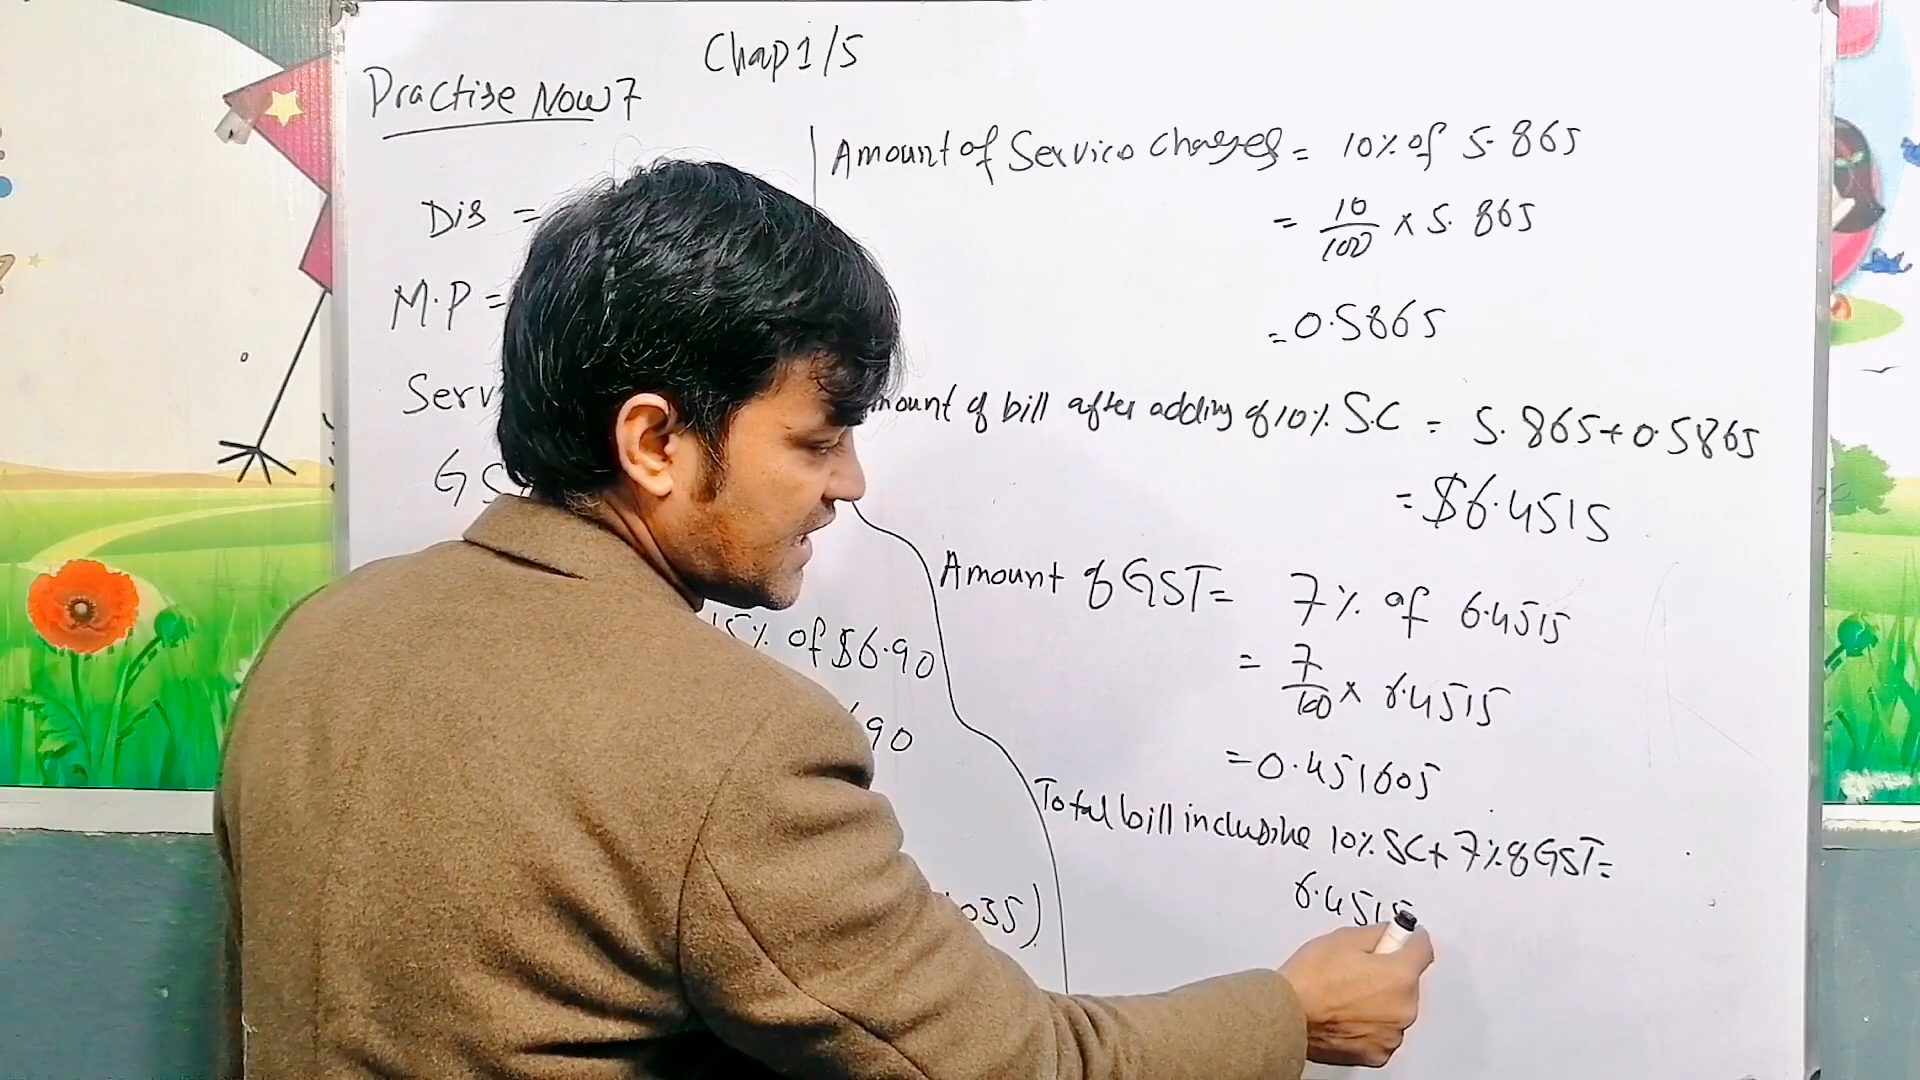 Chap 1/5
Practise Now 7
Dis =
M.P =
Serv
GS
15% of $6.90
90
035)
Amount of Service Charges = 10% of 5.865
= 10/100 × 5.865
= 0.5865
mount of bill after adding of 10% S.C = 5.865+0.5865
= $6.4515
Amount of GST = 7% of 6.4515
= 7/100 × 6.4515
= 0.451605
Total bill inclusive 10% SC + 7% of GST =
6.4515